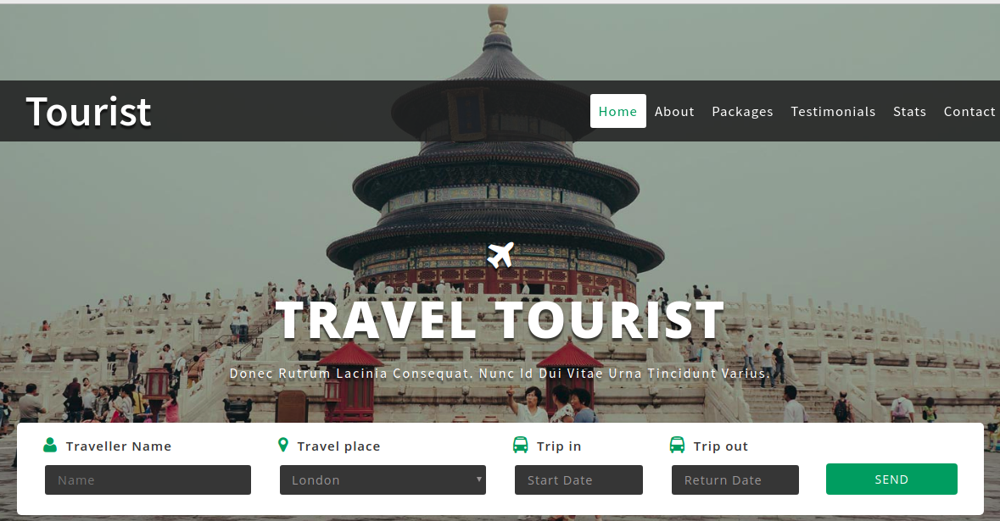 Tourist
Home About Packages Testimonials Stats Contact
TRAVEL TOURIST
Donec Rutrum Lacinia Consequat. Nunc Id Dui Vitae Urna Tincidunt Varius.
Traveller Name Travel place Trip in Trip out
Name London Start Date Return Date SEND